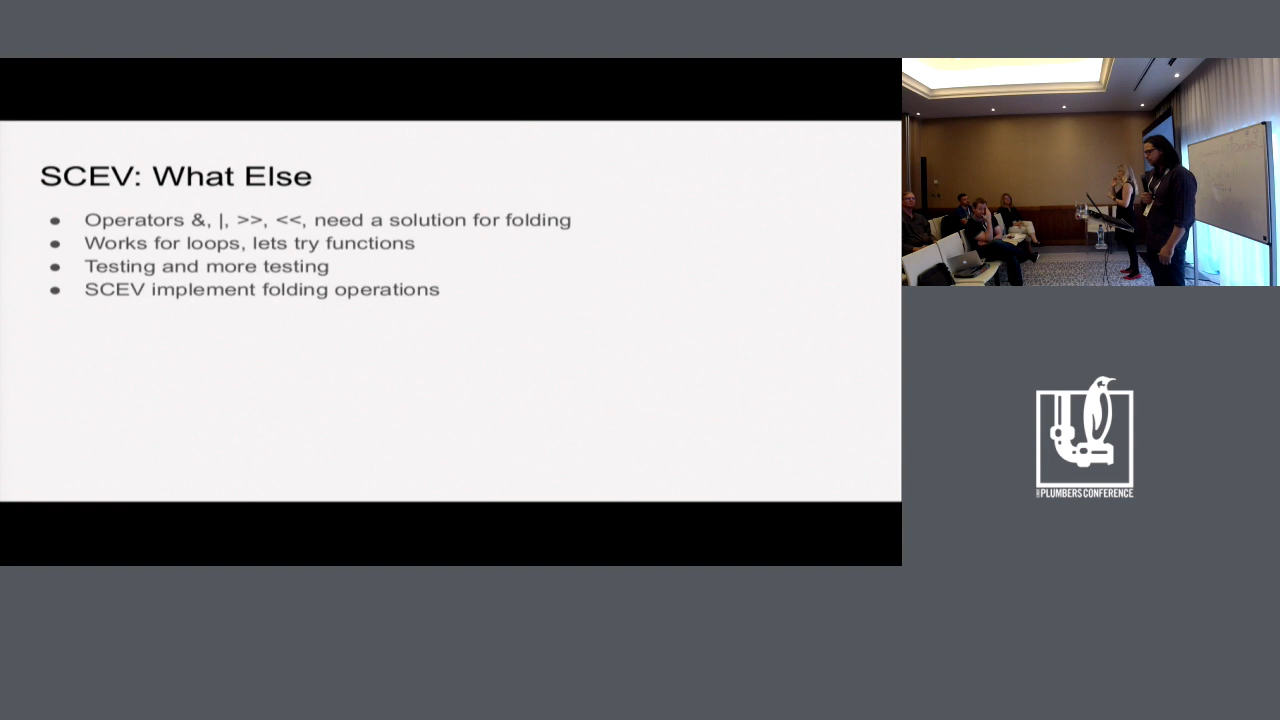 SCEV: What Else
● Operators &, |, >>, <<, need a solution for folding
● Works for loops, lets try functions
● Testing and more testing
● SCEV implement folding operations
PLUMBERS CONFERENCE